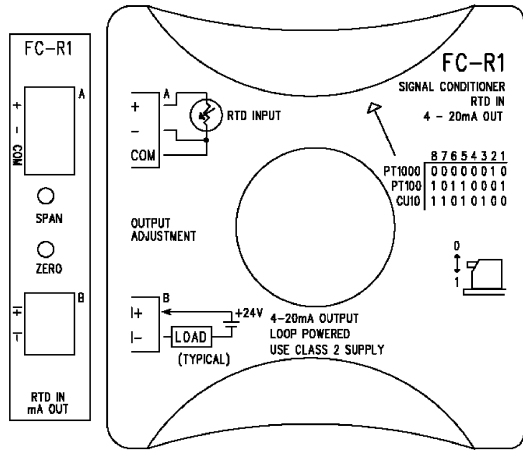 FC-R1
A
+
-
COM
SPAN
ZERO
B
I+
I-
RTD IN
mA OUT
A
+
-
COM
RTD INPUT
OUTPUT
ADJUSTMENT
B
I+
I-
+24V
LOAD
(TYPICAL)
4-20mA OUTPUT
LOOP POWERED
USE CLASS 2 SUPPLY
FC-R1
SIGNAL CONDITIONER
RTD IN
4 - 20mA OUT
8 7 6 5 4 3 2 1
PT1000 0 0 0 0 0 0 1 0
PT100 1 0 1 1 0 0 0 1
CU10 1 1 0 1 0 1 0 0
0
1